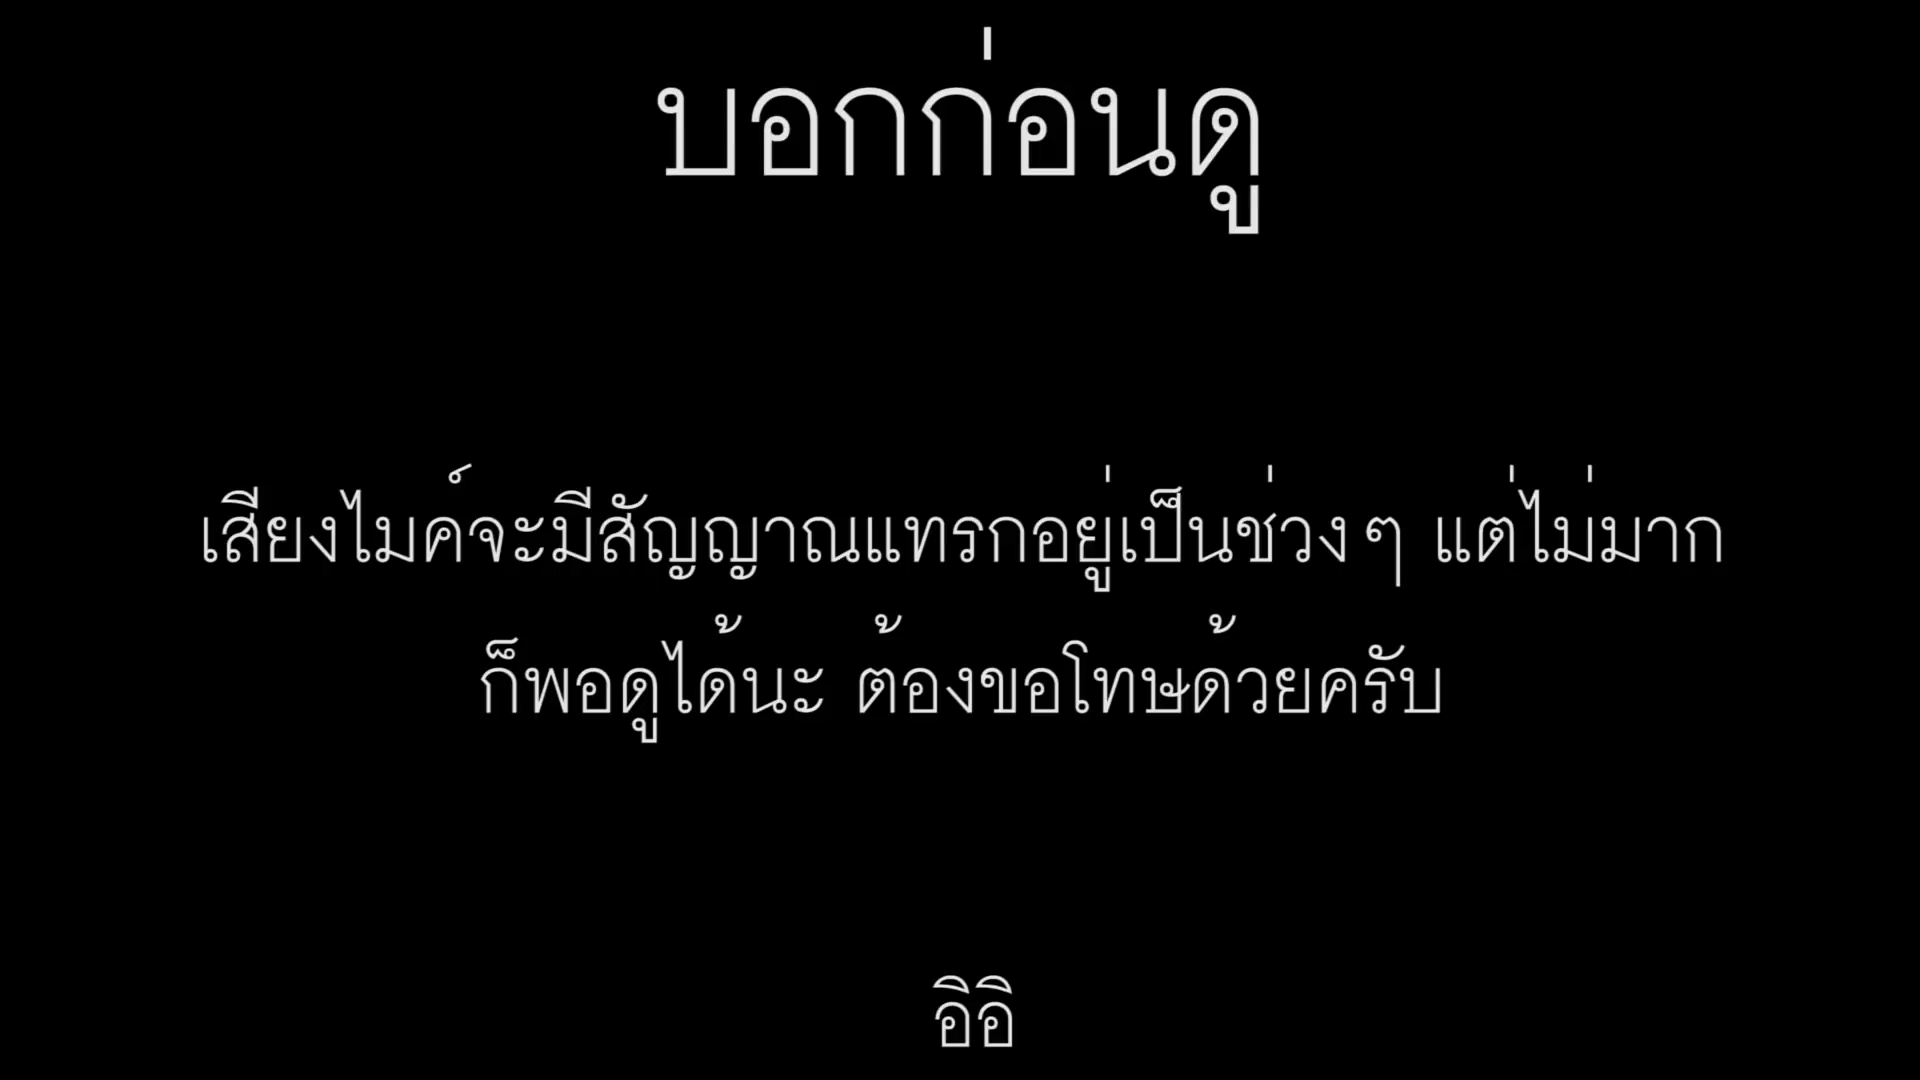 บอกก่อนดู
เสียงไมค์จะมีสัญญาณแทรกอยู่เป็นช่วงๆ แต่ไม่มาก
ก็พอดูได้นะ ต้องขอโทษด้วยครับ
อิอิ